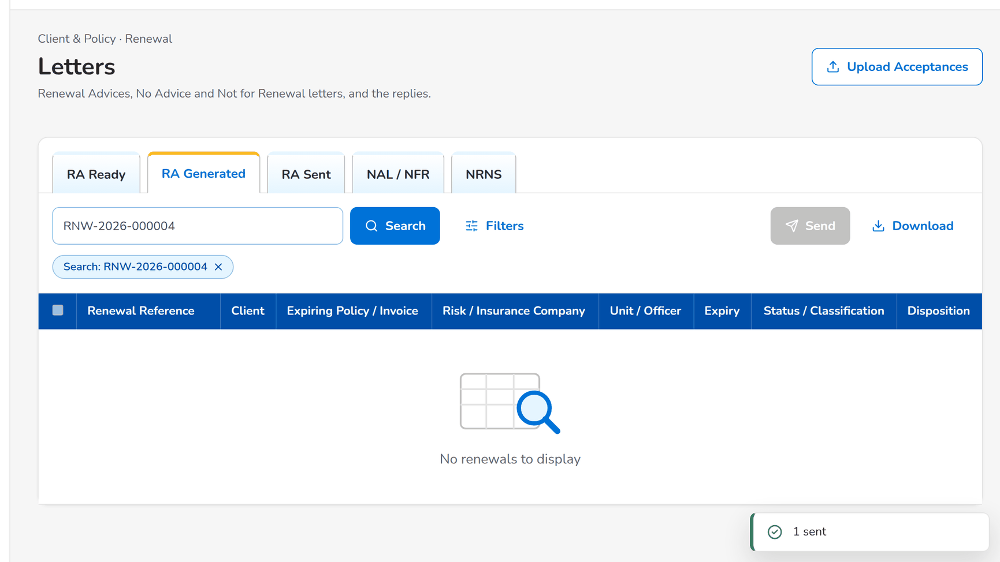 Client & Policy · Renewal
Letters
Renewal Advices, No Advice and Not for Renewal letters, and the replies.
Upload Acceptances
RA Ready
RA Generated
RA Sent
NAL / NFR
NRNS
RNW-2026-000004
Search
Filters
Send
Download
Search: RNW-2026-000004
Renewal Reference
Client
Expiring Policy / Invoice
Risk / Insurance Company
Unit / Officer
Expiry
Status / Classification
Disposition
No renewals to display
1 sent